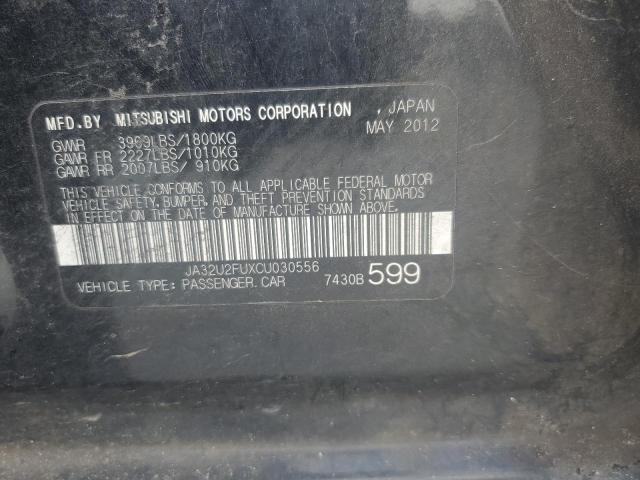 MFD.BY MITSUBISHI MOTORS CORPORATION , JAPAN
MAY 2012
GVWR 3969LBS/1800KG
GAWR FR 2227LBS/1010KG
GAWR RR 2007LBS/ 910KG
THIS VEHICLE CONFORMS TO ALL APPLICABLE FEDERAL MOTOR
VEHICLE SAFETY, BUMPER, AND THEFT PREVENTION STANDARDS
IN EFFECT ON THE DATE OF MANUFACTURE SHOWN ABOVE.
JA32U2FUXCU030556
VEHICLE TYPE: PASSENGER.CAR 7430B 599